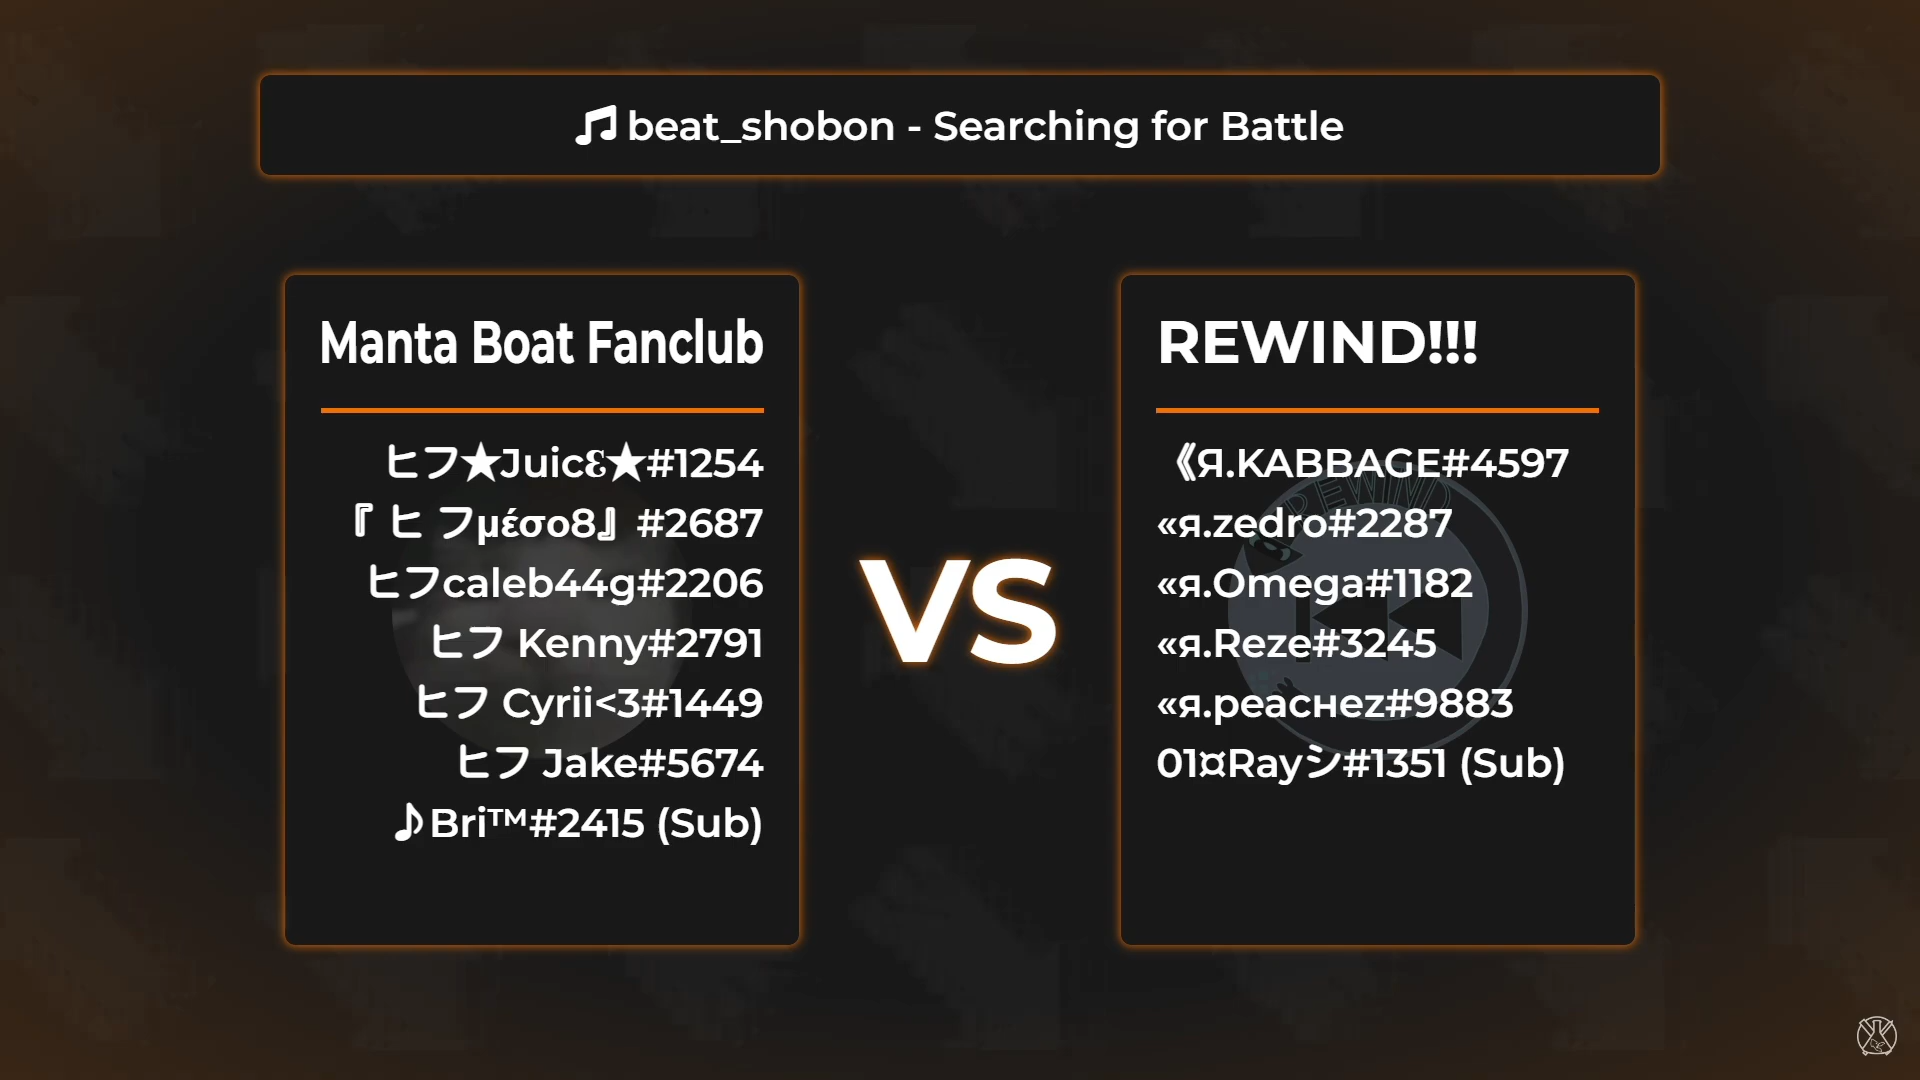 ♫ beat_shobon - Searching for Battle
Manta Boat Fanclub
ヒフ★Juicℇ★#1254
『 ヒ フμέσο8』#2687
ヒフcaleb44g#2206
ヒフ Kenny#2791
ヒフ Cyrii<3#1449
ヒフ Jake#5674
♪Bri™#2415 (Sub)
VS
REWIND!!!
《Я.KABBAGE#4597
«я.zedro#2287
«я.Omega#1182
«я.Reze#3245
«я.peacнez#9883
01¤Rayシ#1351 (Sub)
REWIND